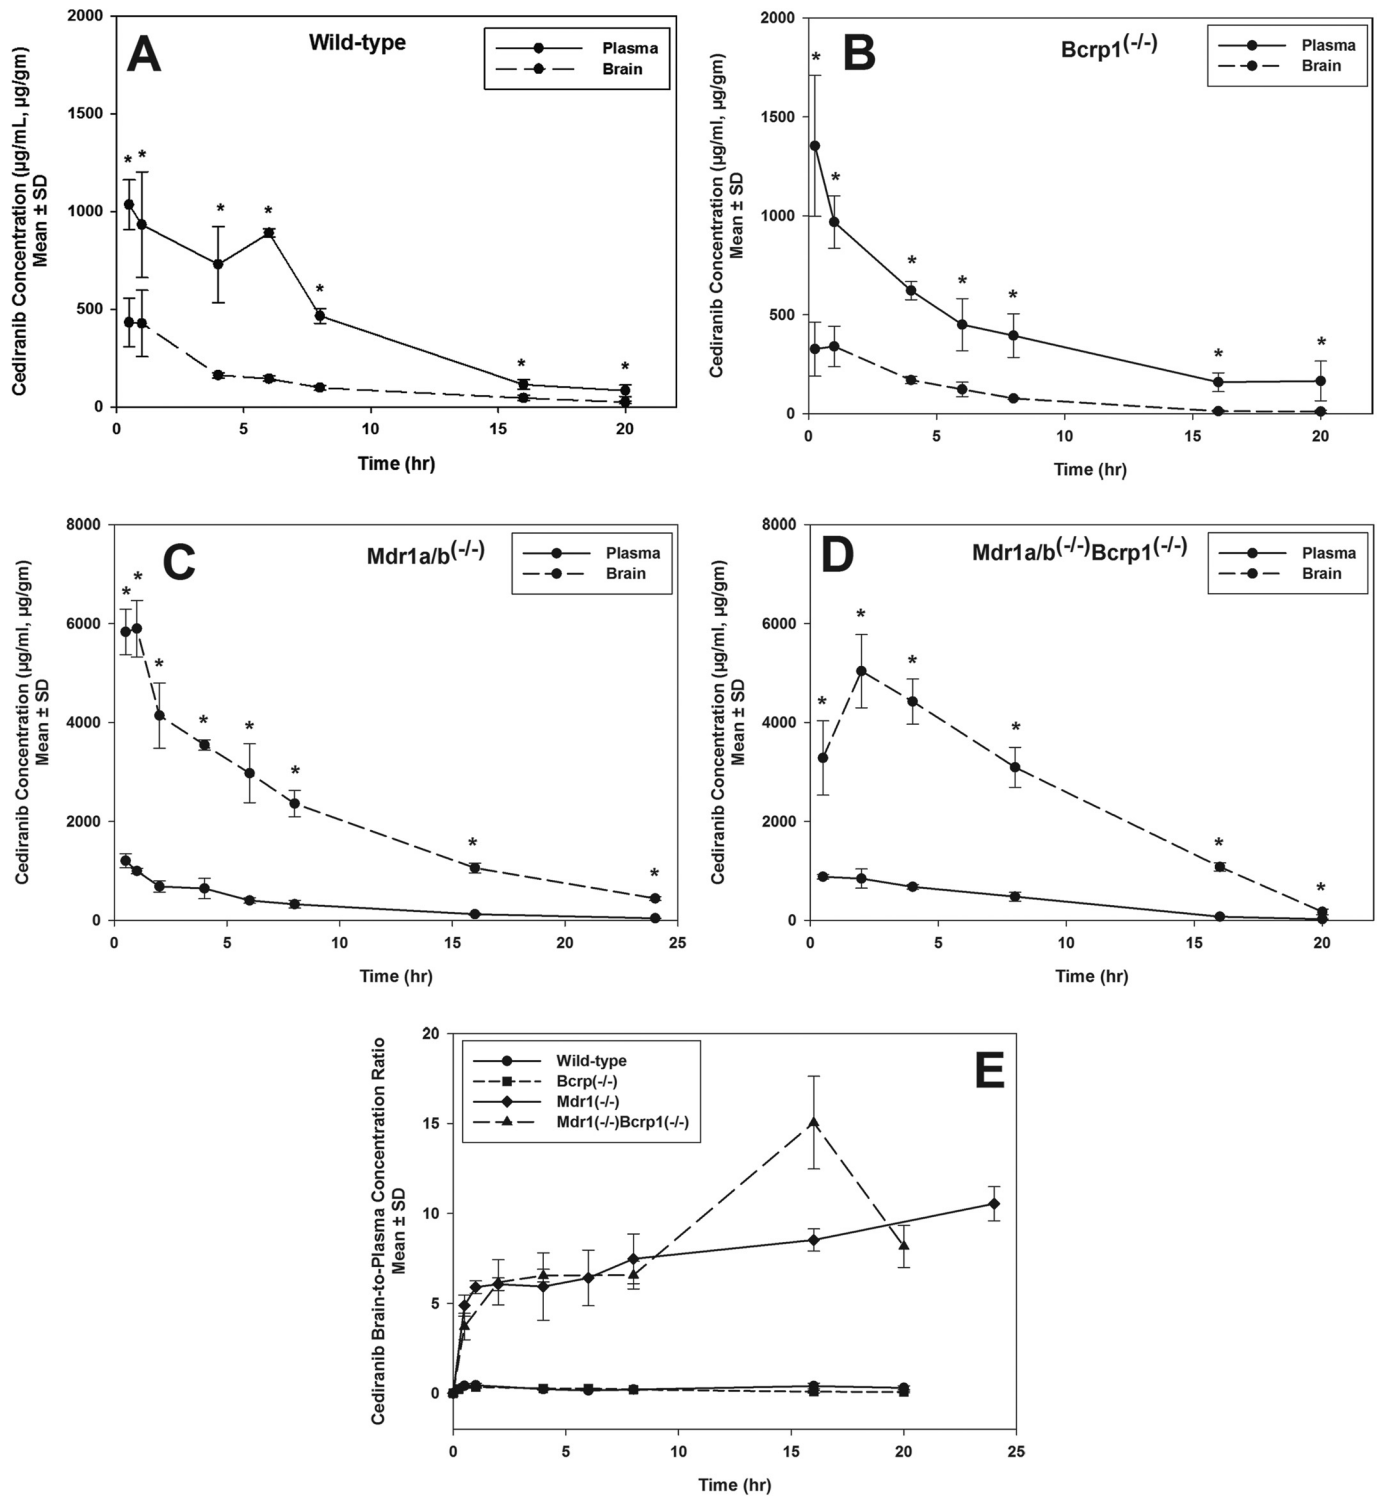 A
Wild-type
Plasma
Brain
Cediranib Concentration (µg/mL, µg/gm)
Mean ± SD
2000
1500
1000
500
0
* * * * * * *
0 5 10 15 20
Time (hr)
B
Bcrp1(-/-)
Plasma
Brain
Cediranib Concentration (µg/ml, µg/gm)
Mean ± SD
2000
1500
1000
500
0
* * * * * * *
0 5 10 15 20
Time (hr)
C
Mdr1a/b(-/-)
Plasma
Brain
Cediranib Concentration (µg/ml, µg/gm)
Mean ± SD
8000
6000
4000
2000
0
* * * * * * * *
0 5 10 15 20 25
Time (hr)
D
Mdr1a/b(-/-)Bcrp1(-/-)
Plasma
Brain
Cediranib Concentration (µg/ml, µg/gm)
Mean ± SD
8000
6000
4000
2000
0
* * * * * *
0 5 10 15 20
Time (hr)
E
Wild-type
Bcrp(-/-)
Mdr1(-/-)
Mdr1(-/-)Bcrp1(-/-)
Cediranib Brain-to-Plasma Concentration Ratio
Mean ± SD
20
15
10
5
0
0 5 10 15 20 25
Time (hr)